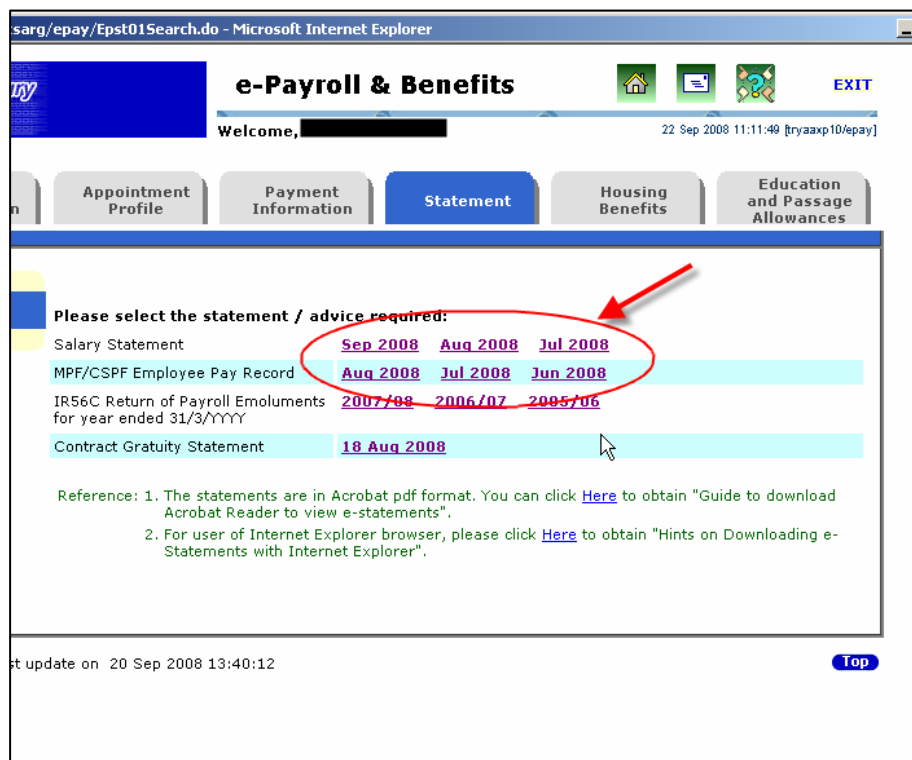 sarg/epay/Epst01Search.do - Microsoft Internet Explorer
e-Payroll & Benefits
EXIT
Welcome,
22 Sep 2008 11:11:49 [tryaaxp10/epay]
Appointment Profile
Payment Information
Statement
Housing Benefits
Education and Passage Allowances
Please select the statement / advice required:
Salary Statement Sep 2008 Aug 2008 Jul 2008
MPF/CSPF Employee Pay Record Aug 2008 Jul 2008 Jun 2008
IR56C Return of Payroll Emoluments 2007/08 2006/07 2005/06
for year ended 31/3/YYYY
Contract Gratuity Statement 18 Aug 2008
Reference: 1. The statements are in Acrobat pdf format. You can click Here to obtain "Guide to download
Acrobat Reader to view e-statements".
2. For user of Internet Explorer browser, please click Here to obtain "Hints on Downloading e-
Statements with Internet Explorer".
st update on 20 Sep 2008 13:40:12
Top